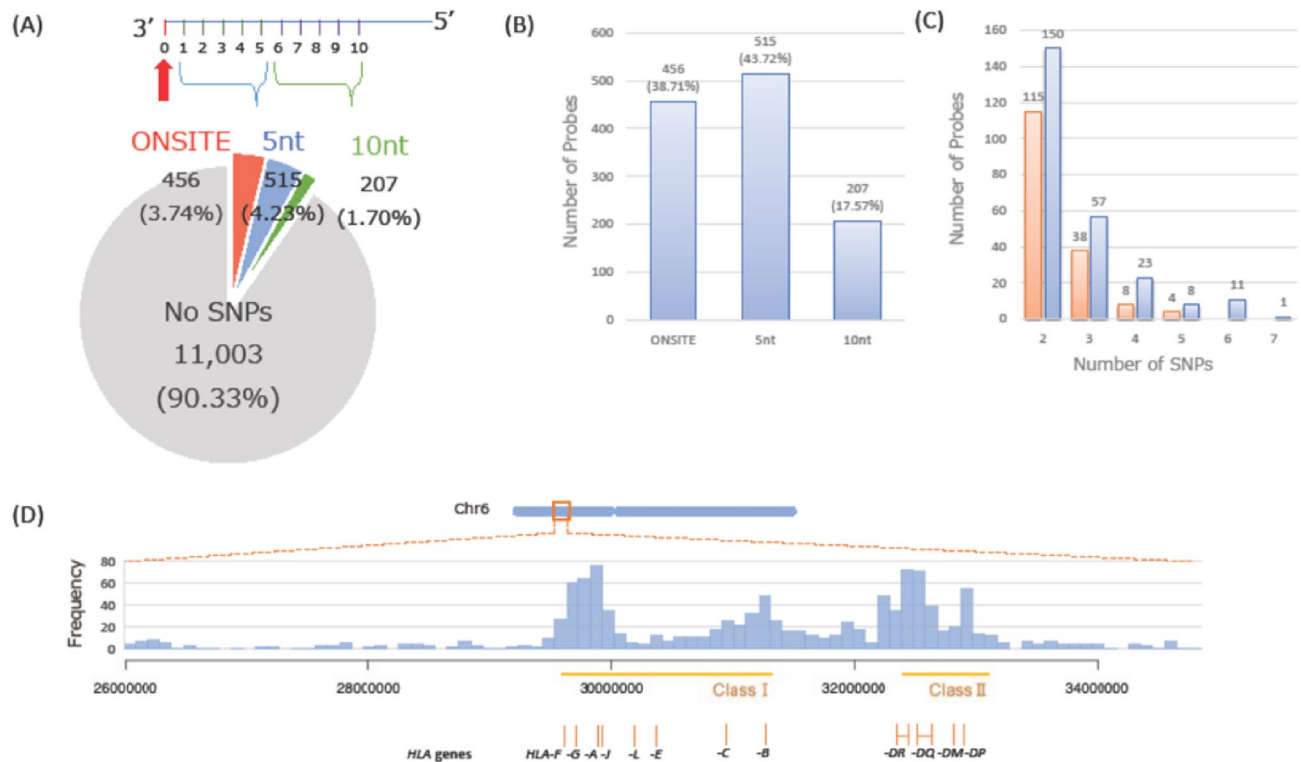 (A)
3′ 5′
0 1 2 3 4 5 6 7 8 9 10
ONSITE 5nt 10nt
456 515 207
(3.74%) (4.23%) (1.70%)
No SNPs
11,003
(90.33%)
(B)
Number of Probes
600
500
400
300
200
100
0
456
(38.71%)
515
(43.72%)
207
(17.57%)
ONSITE 5nt 10nt
(C)
Number of Probes
160
140
120
100
80
60
40
20
0
115 150
38 57
8 23
4 8
11
1
2 3 4 5 6 7
Number of SNPs
(D)
Chr6
Frequency
80
60
40
20
0
26000000 28000000 30000000 32000000 34000000
Class I Class II
HLA genes HLA-F -G -A -J -L -E -C -B -DR -DQ -DM -DP